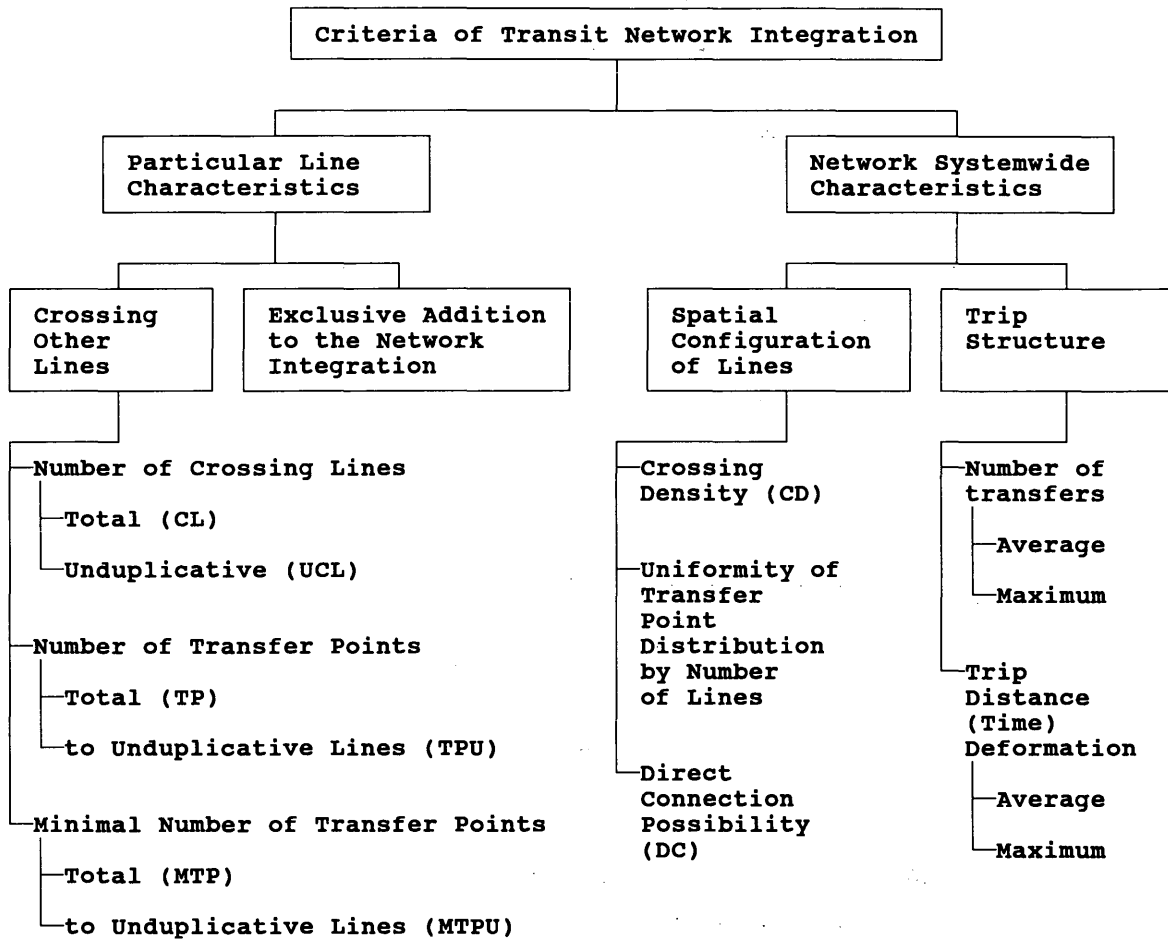 Criteria of Transit Network Integration
Particular Line
Characteristics
Network Systemwide
Characteristics
Crossing
Other
Lines
Exclusive Addition
to the Network
Integration
Spatial
Configuration
of Lines
Trip
Structure
Number of Crossing Lines
Total (CL)
Unduplicative (UCL)
Number of Transfer Points
Total (TP)
to Unduplicative Lines (TPU)
Minimal Number of Transfer Points
Total (MTP)
to Unduplicative Lines (MTPU)
Crossing
Density (CD)
Uniformity of
Transfer
Point
Distribution
by Number
of Lines
Direct
Connection
Possibility
(DC)
Number of
transfers
Average
Maximum
Trip
Distance
(Time)
Deformation
Average
Maximum